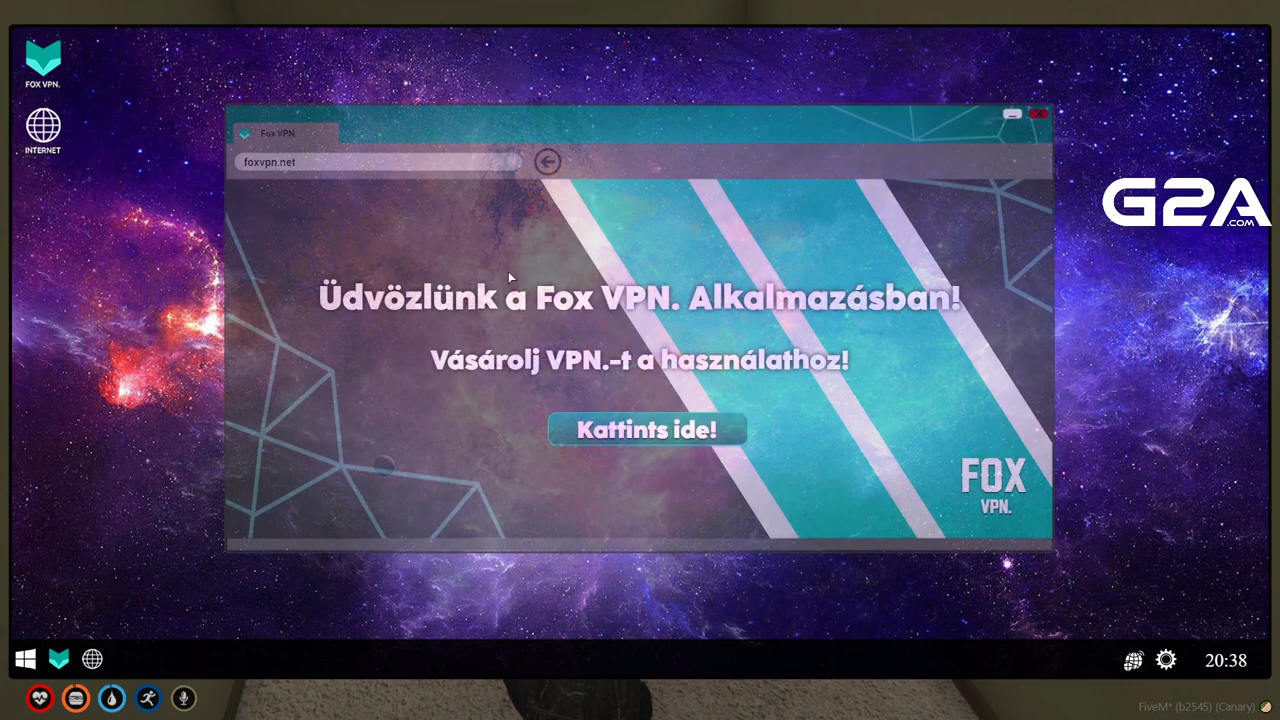 FOX VPN.
INTERNET
Fox VPN.
foxvpn.net
G2A
.COM
Üdvözlünk a Fox VPN. Alkalmazásban!
Vásárolj VPN.-t a használathoz!
Kattints ide!
FOX
VPN.
20:38
FiveM* (b2545) (Canary)